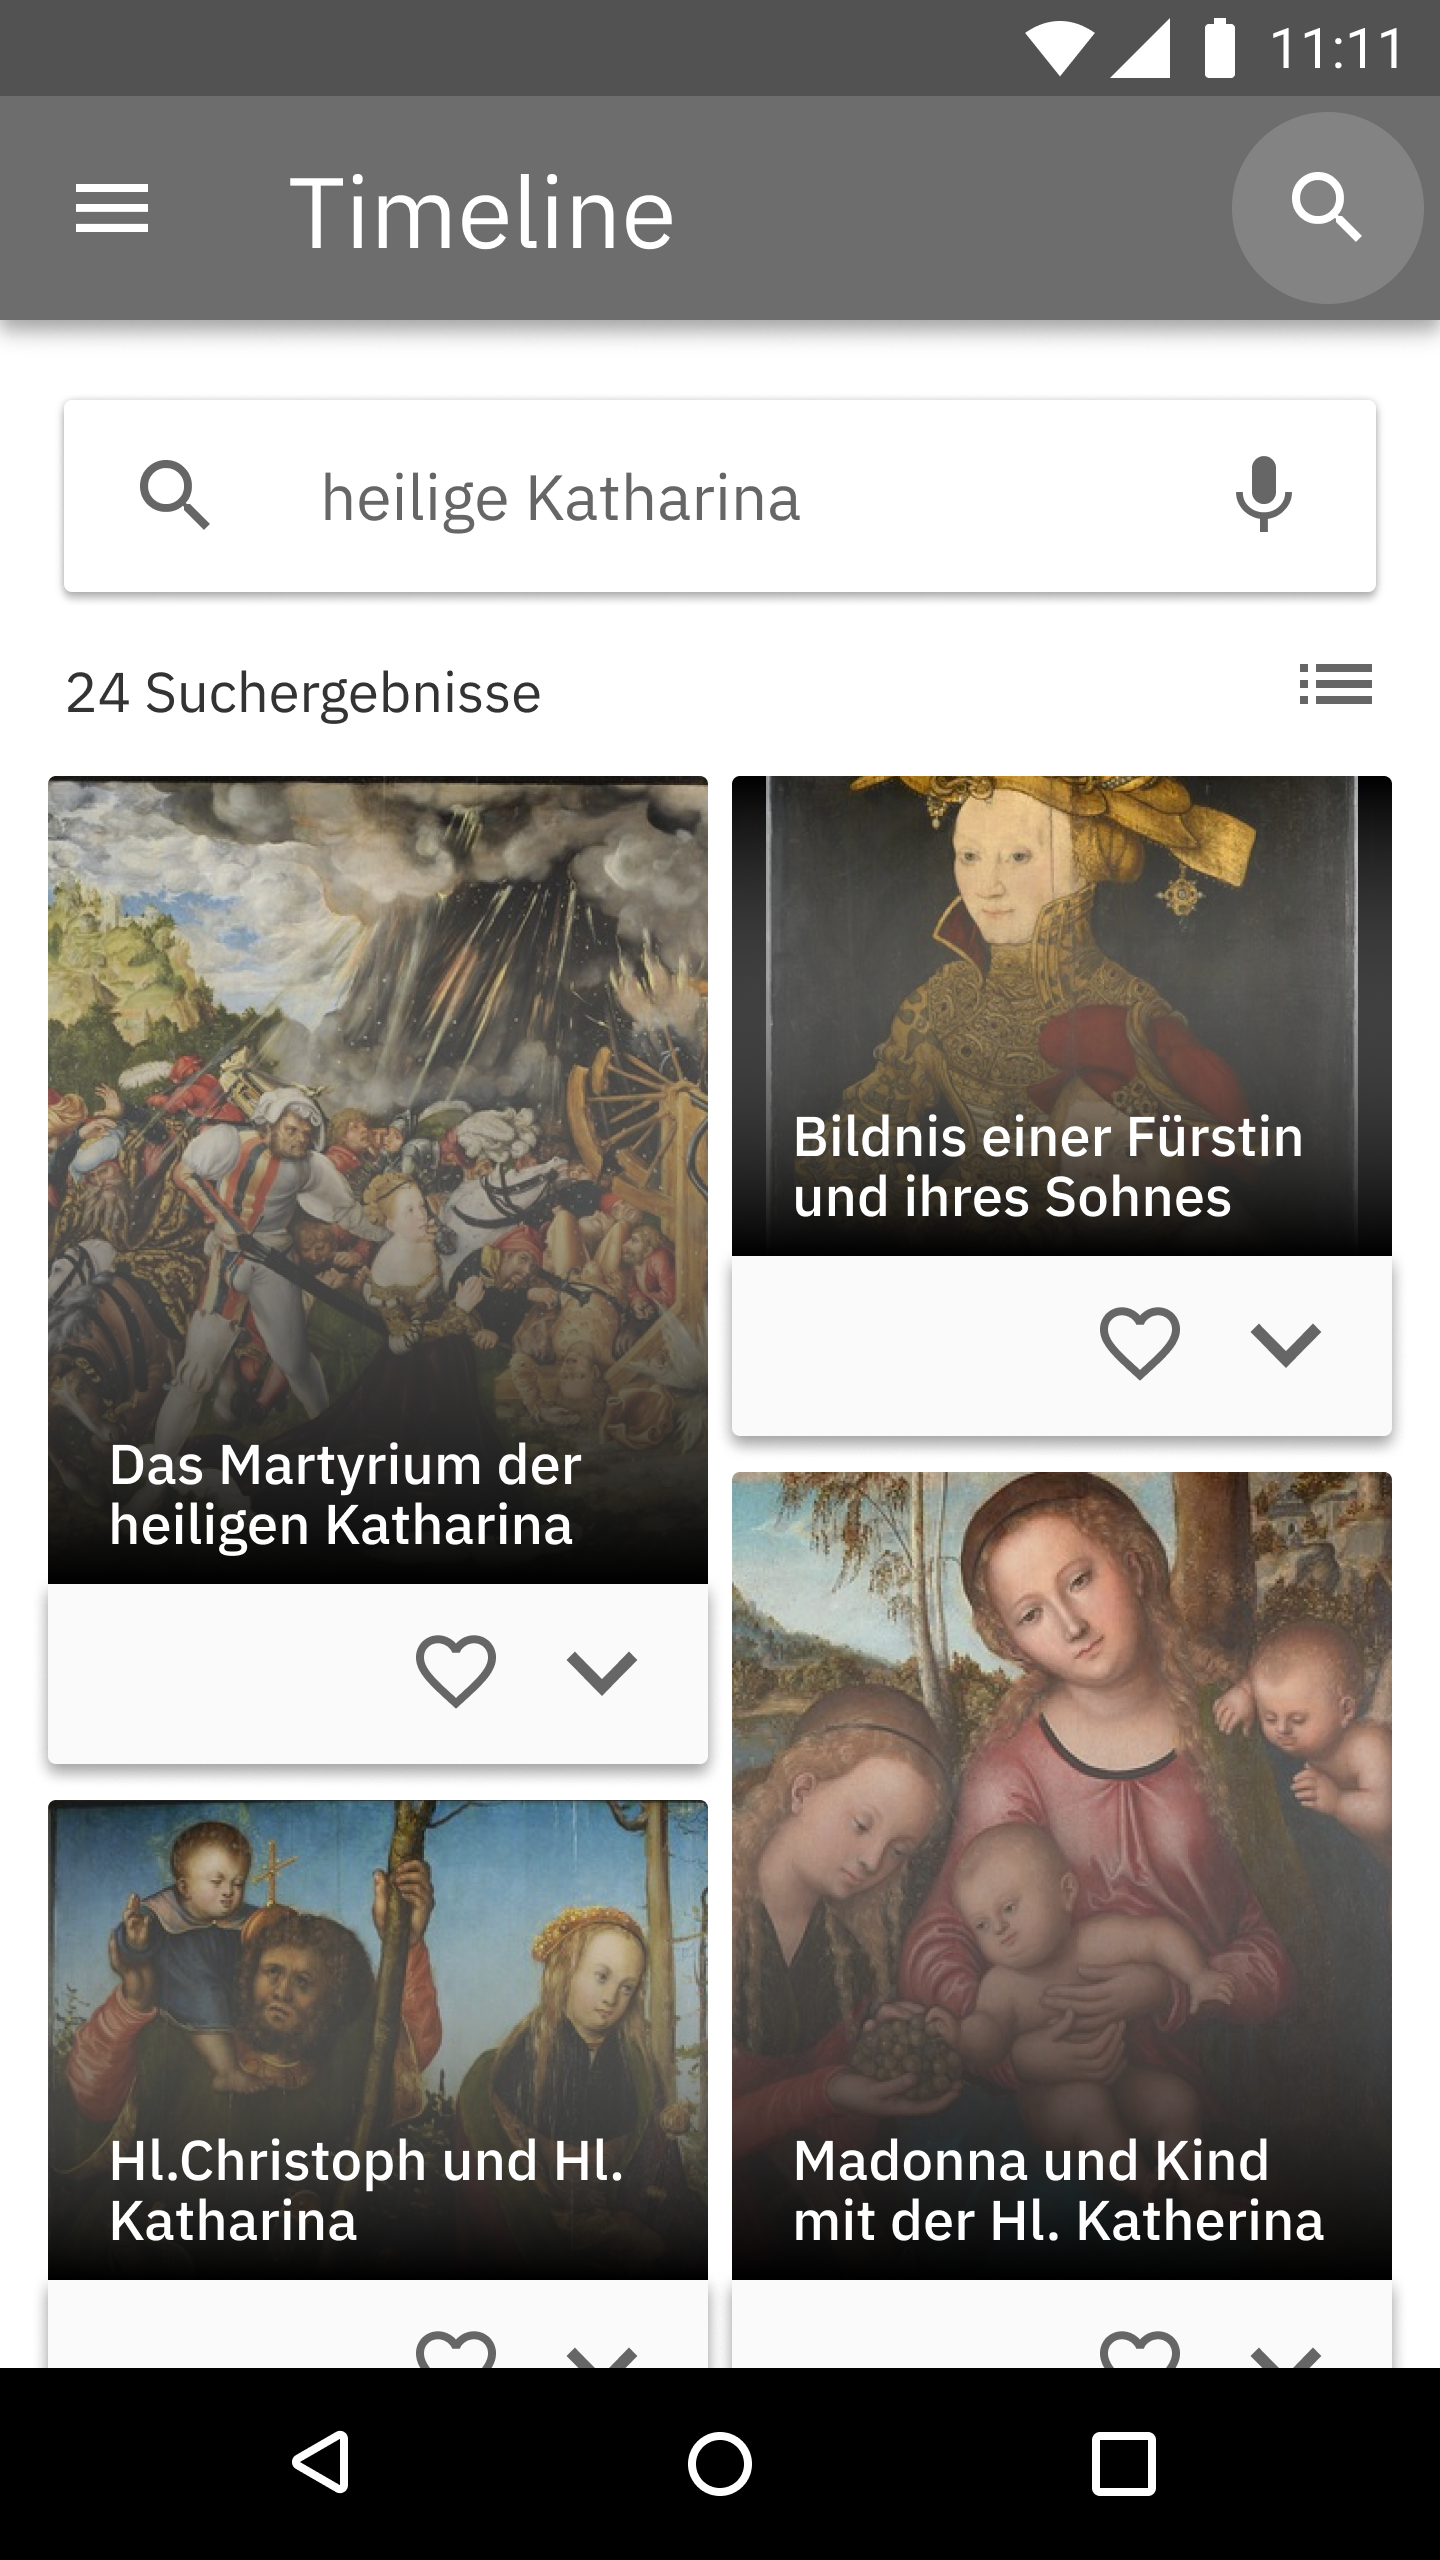 11:11
Timeline
heilige Katharina
24 Suchergebnisse
Das Martyrium der
heiligen Katharina
Bildnis einer Fürstin
und ihres Sohnes
Hl.Christoph und Hl.
Katharina
Madonna und Kind
mit der Hl. Katherina